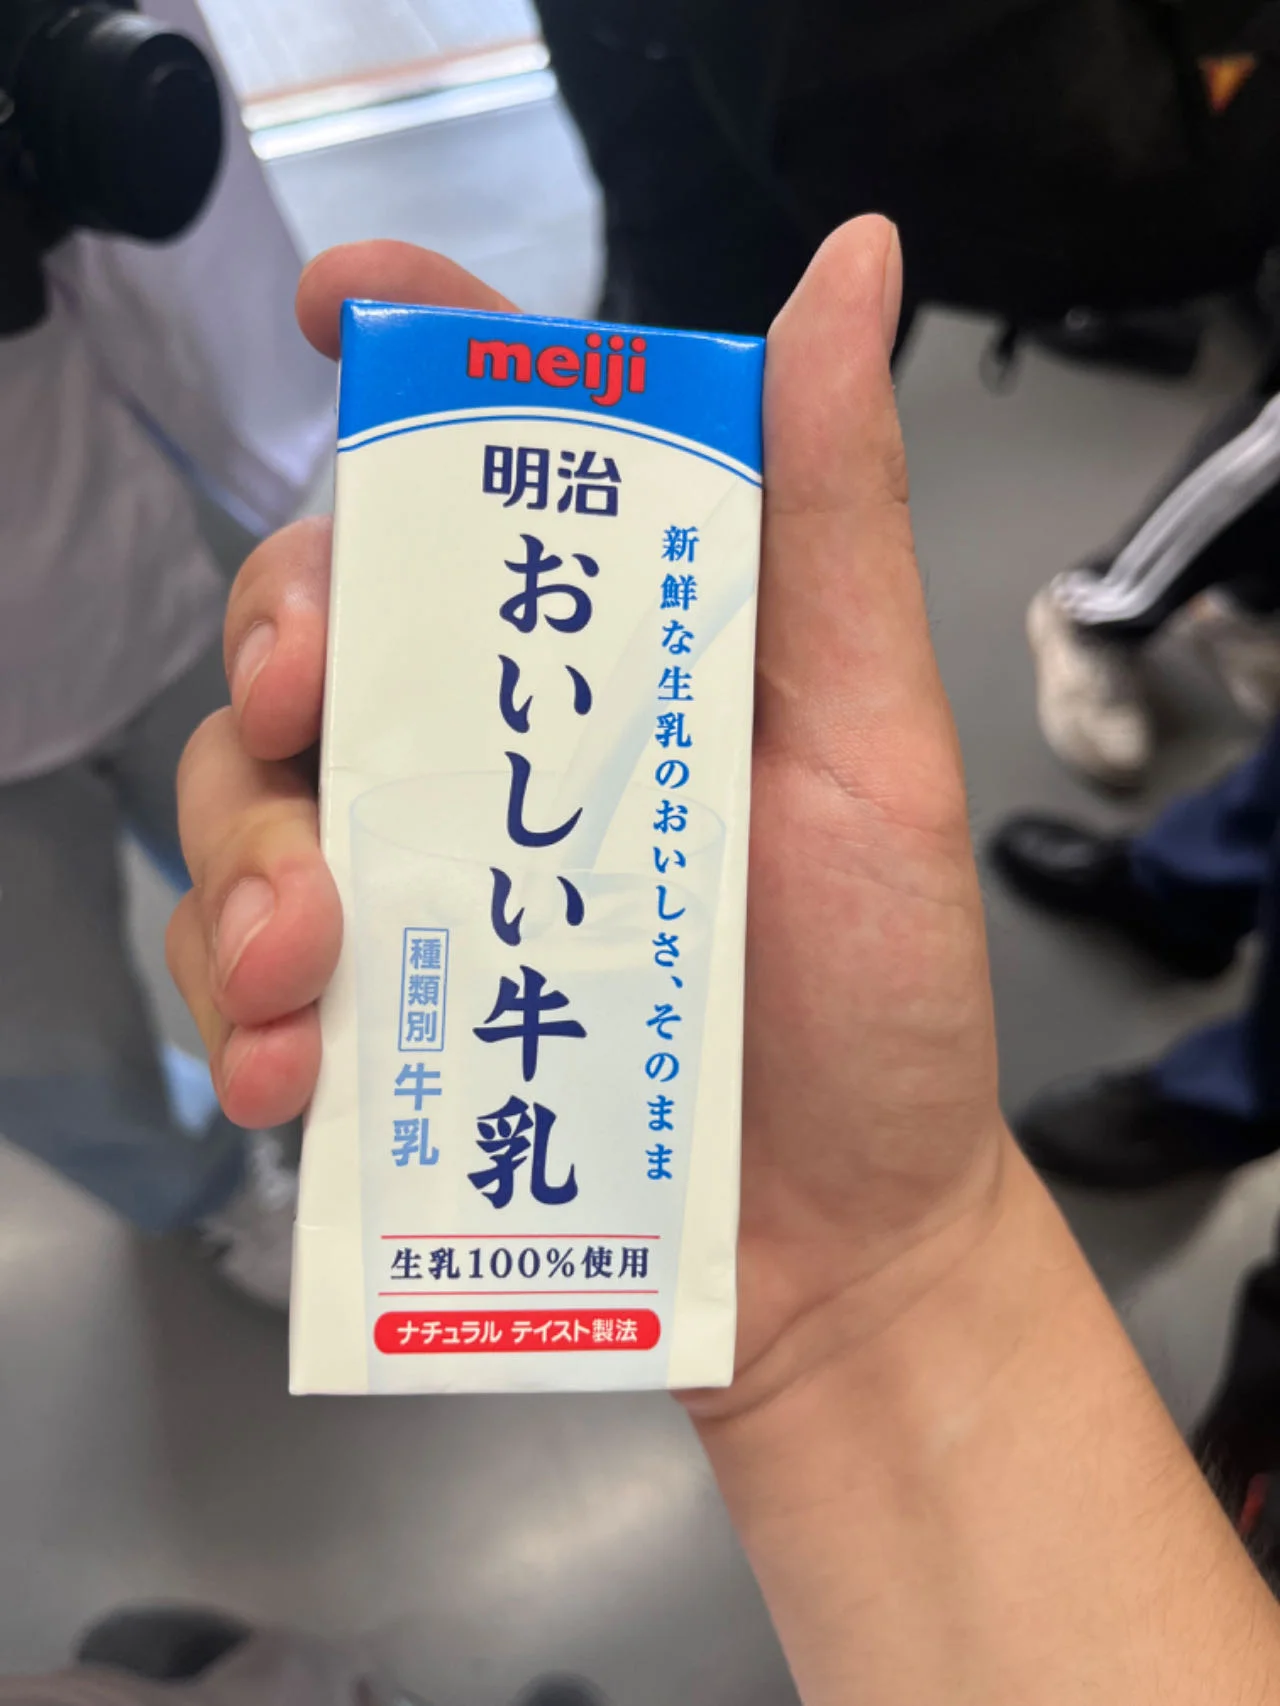 meiji
明治
おいしい牛乳
新鮮な生乳のおいしさ、そのまま
種類別
牛乳
生乳100%使用
ナチュラル テイスト製法